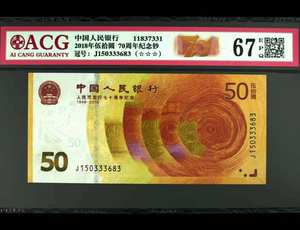 ACG
AI CANG GUARANTY
中国人民银行 11837331
2018年伍拾圆 70周年纪念钞
冠号: J150333683 (☆☆☆)
67 EPQ
中国人民银行
人民币发行七十周年纪念
1948-2018
50
伍拾圆
50
J150333683
J150333683